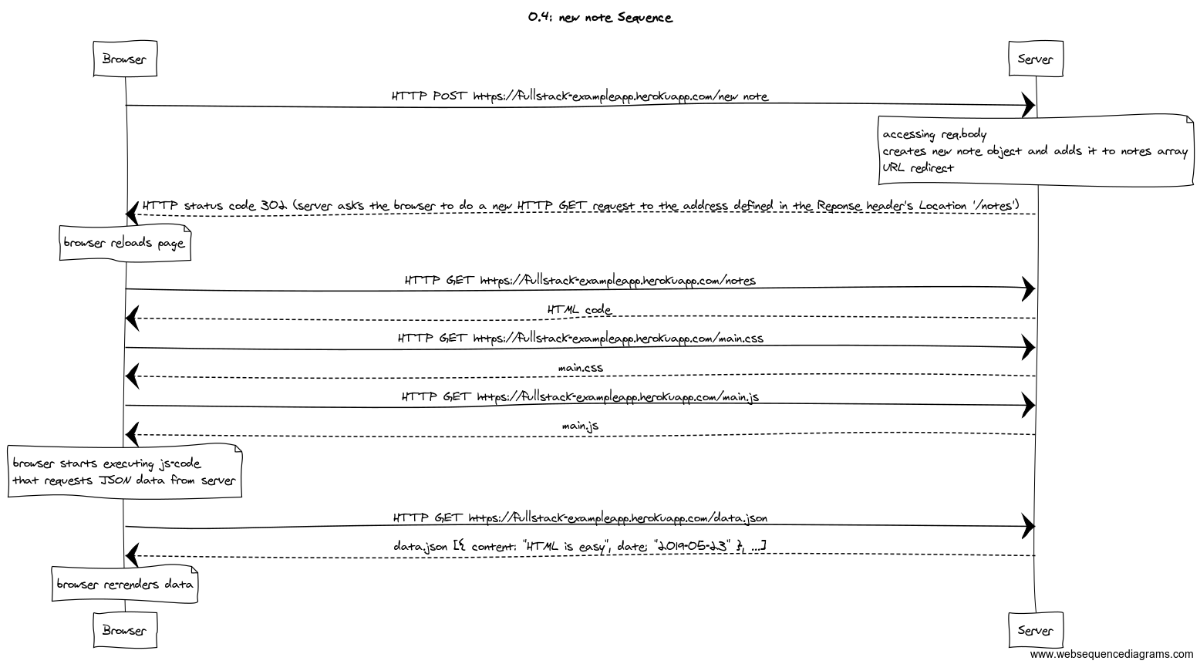 0.4: new note Sequence
Browser
Server
HTTP POST https://fullstack-exampleapp.herokuapp.com/new note
accessing req.body
creates new note object and adds it to notes array
URL redirect
HTTP status code 302 (server asks the browser to do a new HTTP GET request to the address defined in the Reponse header's Location '/notes')
browser reloads page
HTTP GET https://fullstack-exampleapp.herokuapp.com/notes
HTML code
HTTP GET https://fullstack-exampleapp.herokuapp.com/main.css
main.css
HTTP GET https://fullstack-exampleapp.herokuapp.com/main.js
main.js
browser starts executing js-code
that requests JSON data from server
HTTP GET https://fullstack-exampleapp.herokuapp.com/data.json
data.json [{ content: "HTML is easy", date: "2019-05-23" }, ...]
browser re-renders data
Browser
Server
www.websequencediagrams.com